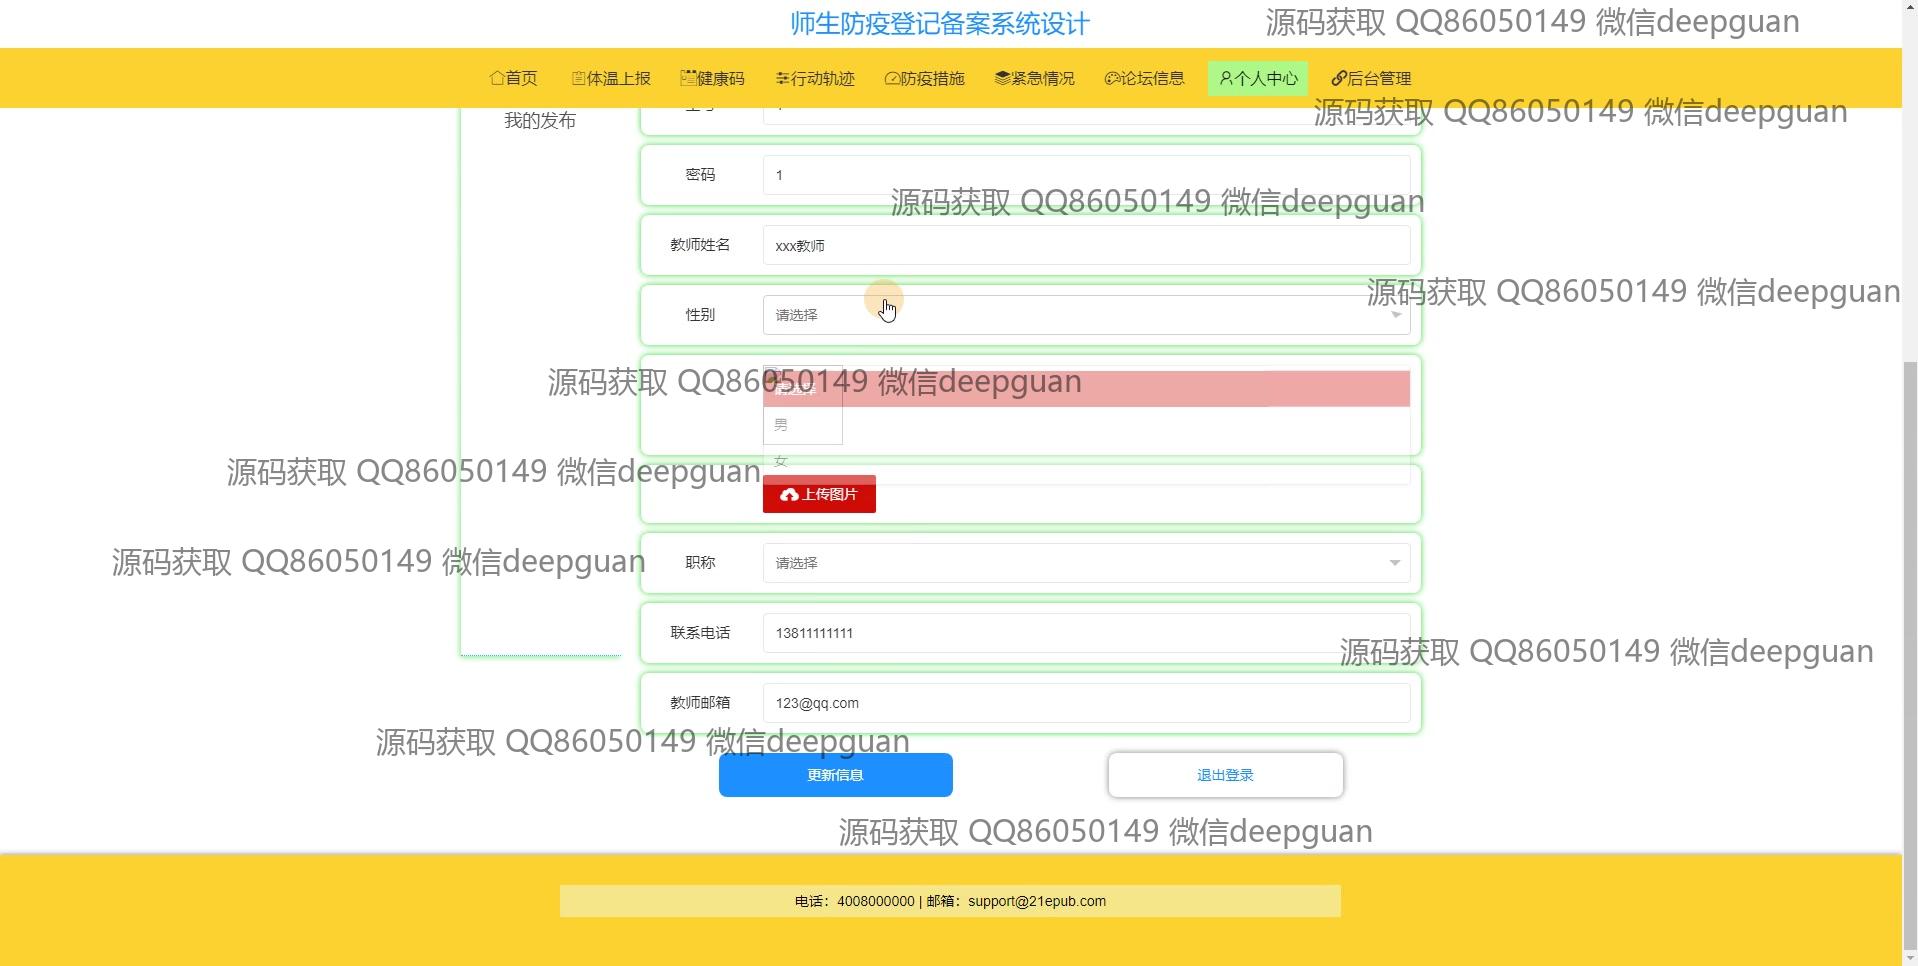 师生防疫登记备案系统设计
源码获取 QQ86050149 微信deepguan
首页 体温上报 健康码 行动轨迹 防疫措施 紧急情况 论坛信息 个人中心 后台管理
源码获取 QQ86050149 微信deepguan
我的发布
密码 1
源码获取 QQ86050149 微信deepguan
教师姓名 xxx教师
源码获取 QQ86050149 微信deepguan
性别 请选择
源码获取 QQ86050149 微信deepguan
请选择
男
女
源码获取 QQ86050149 微信deepguan
上传图片
源码获取 QQ86050149 微信deepguan
职称 请选择
联系电话 13811111111
源码获取 QQ86050149 微信deepguan
教师邮箱 123@qq.com
源码获取 QQ86050149 微信deepguan
更新信息 退出登录
源码获取 QQ86050149 微信deepguan
电话：4008000000 | 邮箱：support@21epub.com